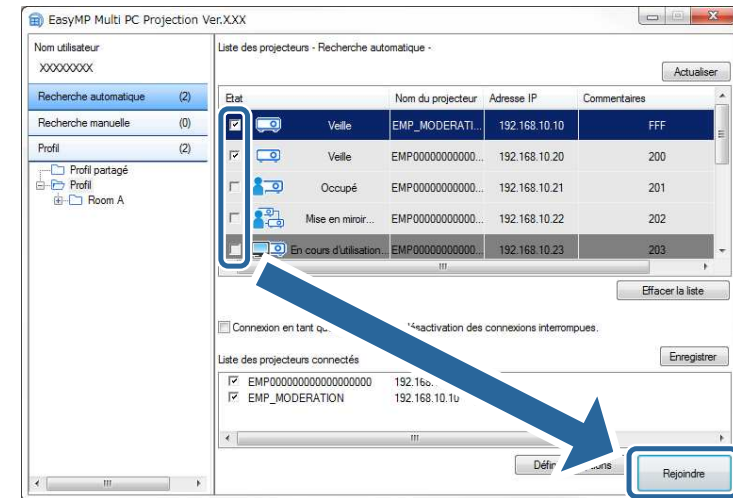 EasyMP Multi PC Projection Ver.X.XX
Nom utilisateur
XXXXXXXX
Recherche automatique (2)
Recherche manuelle (0)
Profil (2)
Profil partagé
Profil
Room A
Liste des projecteurs - Recherche automatique -
Actualiser
Etat Nom du projecteur Adresse IP Commentaires
Veille EMP_MODERATI... 192.168.10.10 FFF
Veille EMP00000000000... 192.168.10.20 200
Occupé EMP00000000000... 192.168.10.21 201
Mise en miroir... EMP00000000000... 192.168.10.22 202
En cours d'utilisation... EMP00000000000... 192.168.10.23 203
Effacer la liste
Connexion en tant désactivation des connexions interrompues.
Liste des projecteurs connectés
Enregistrer
EMP000000000000000000 192.168.
EMP_MODERATION 192.168.10.10
Rejoindre